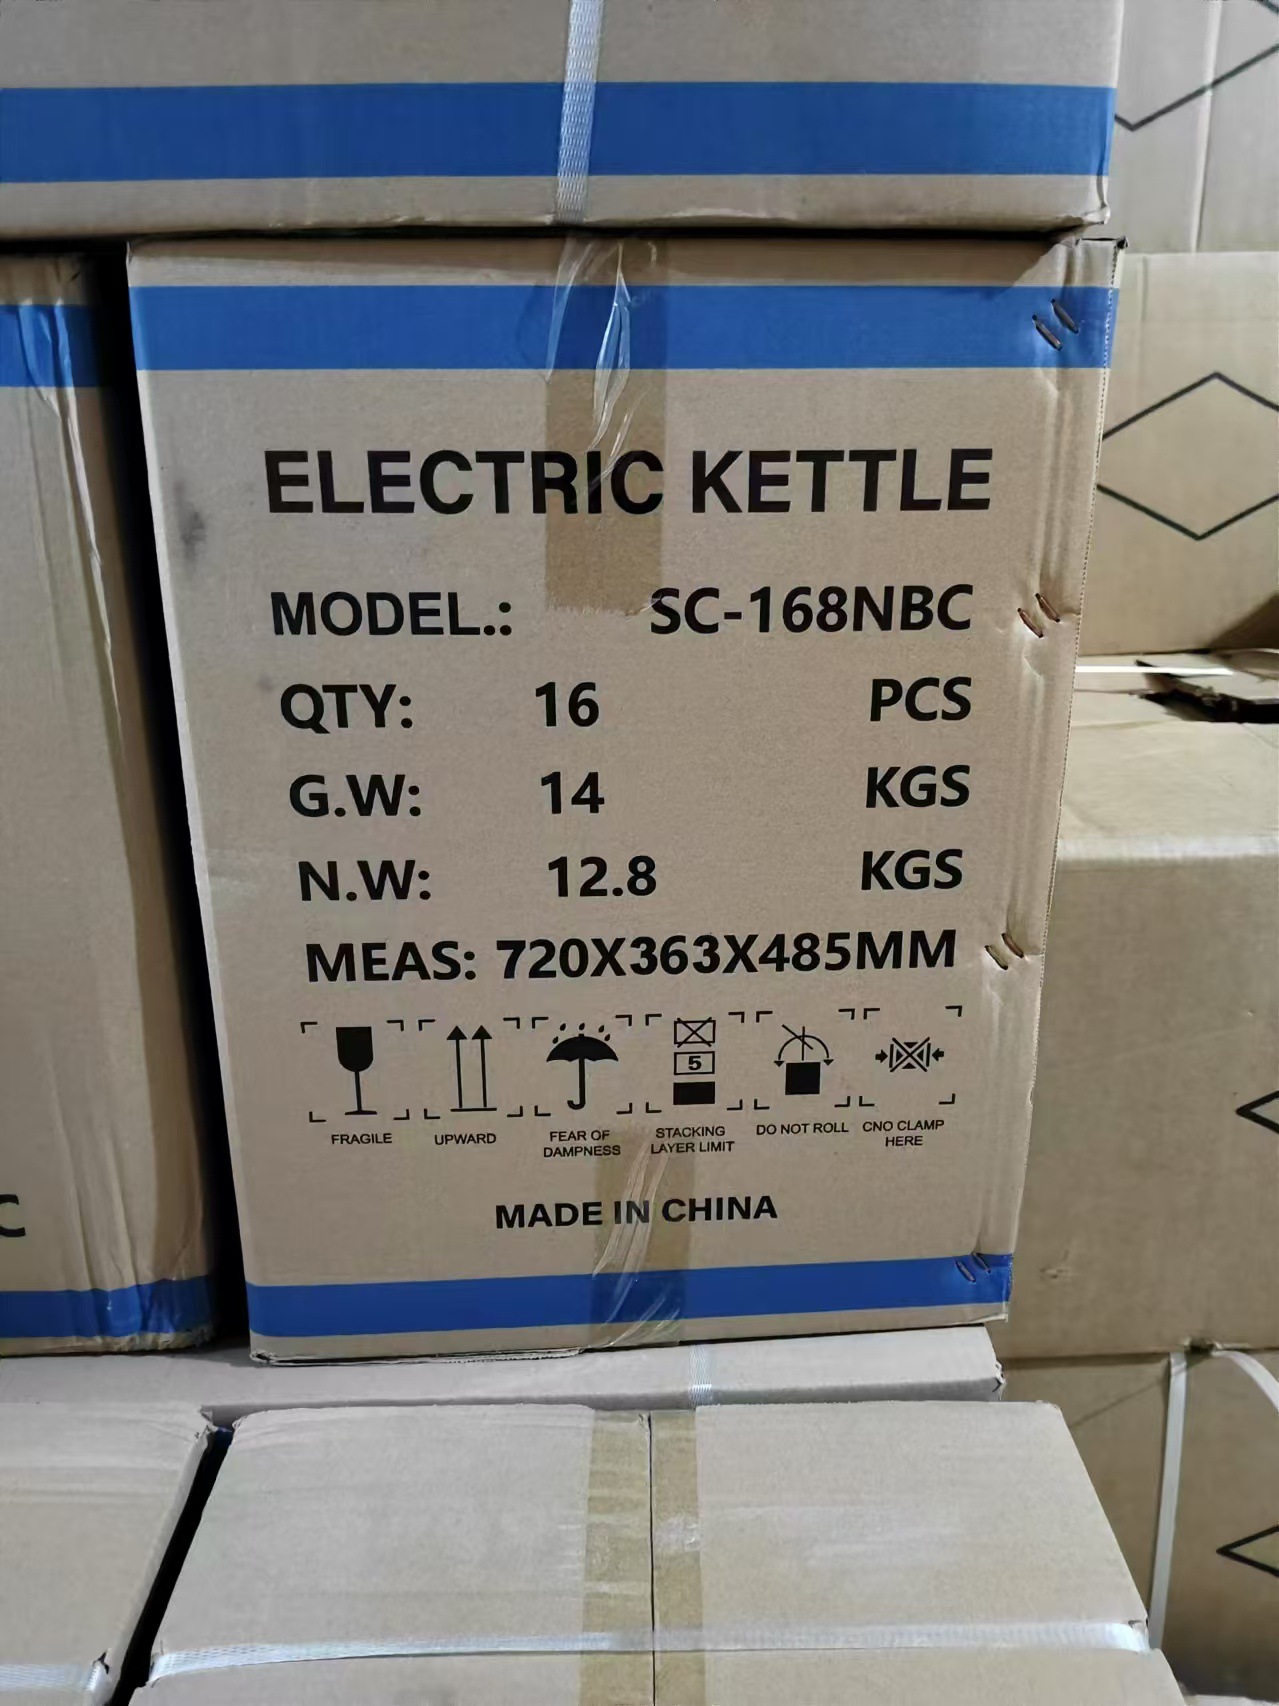 ELECTRIC KETTLE
MODEL.: SC-168NBC
QTY: 16 PCS
G.W: 14 KGS
N.W: 12.8 KGS
MEAS: 720X363X485MM
5
FRAGILE UPWARD FEAR OF DAMPNESS STACKING LAYER LIMIT DO NOT ROLL CNO CLAMP HERE
MADE IN CHINA
C